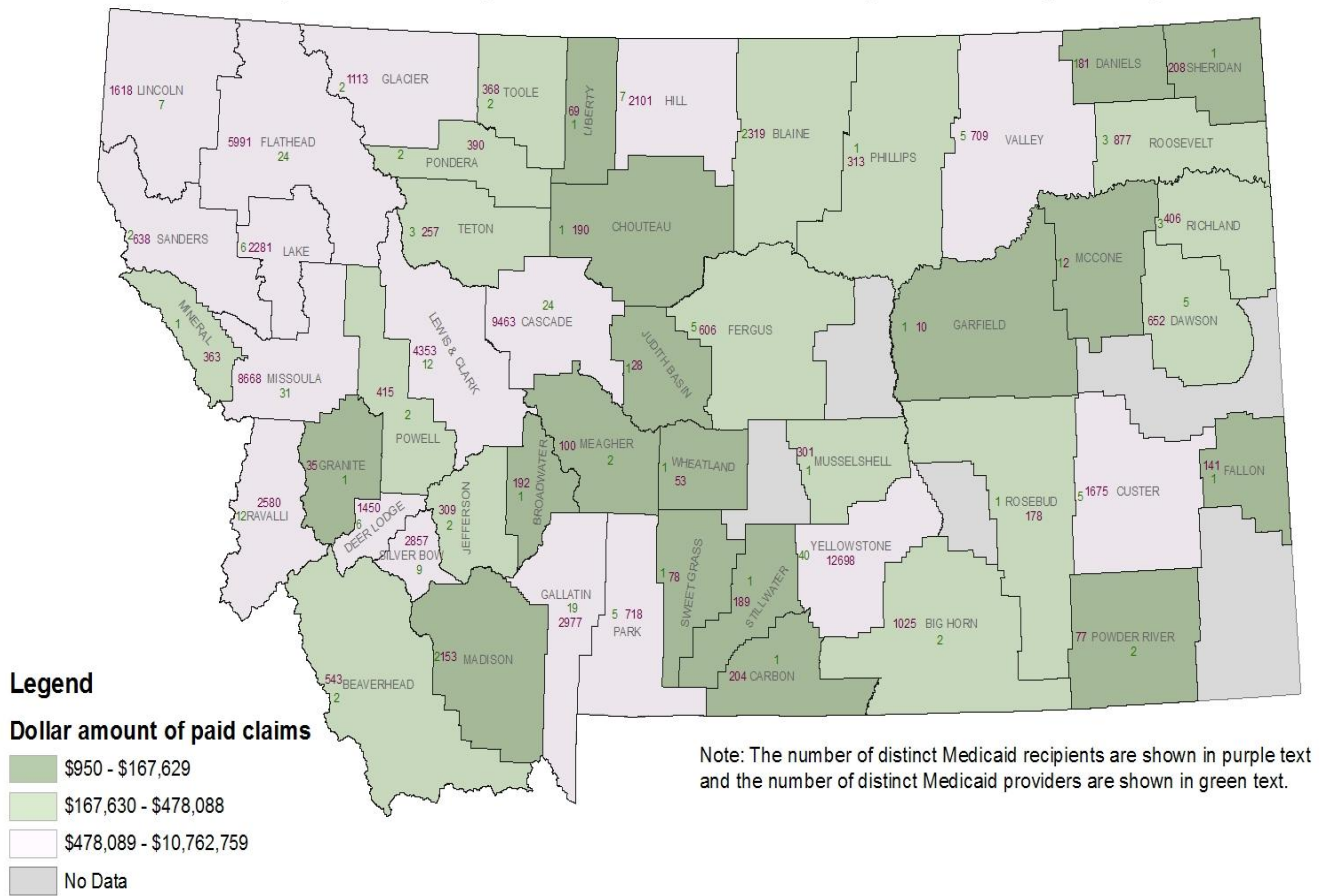 1618 LINCOLN
7
5991 FLATHEAD
24
2 1113 GLACIER
368 TOOLE
2
69 LIBERTY
1
7 2101 HILL
2319 BLAINE
1
313 PHILLIPS
5 709 VALLEY
181 DANIELS
1
208 SHERIDAN
3 877 ROOSEVELT
390
2 PONDERA
3 257 TETON
1 190 CHOUTEAU
2 638 SANDERS
6 2281 LAKE
MINERAL
1
363
8668 MISSOULA
31
415
2
POWELL
LEWIS & CLARK
4353
12
24
9463 CASCADE
JUDITH BASIN
128
5 606 FERGUS
1 10 GARFIELD
12 MCCONE
406
3 RICHLAND
5
652 DAWSON
35 GRANITE
1
2580
12 RAVALLI
1450
6
DEER LODGE
2857
SILVER BOW
9
309
2
JEFFERSON
192
1
BROADWATER
100 MEAGHER
2
1 WHEATLAND
53
301
1 MUSSELSHELL
1 ROSEBUD
178
5 1675 CUSTER
141 FALLON
1
543 BEAVERHEAD
2
2153 MADISON
GALLATIN
19
2977
5 718
PARK
1 78
SWEET GRASS
1
189
STILLWATER
1
204 CARBON
YELLOWSTONE
40 12698
1025 BIG HORN
2
77 POWDER RIVER
2
Legend
Dollar amount of paid claims
$950 - $167,629
$167,630 - $478,088
$478,089 - $10,762,759
No Data
Note: The number of distinct Medicaid recipients are shown in purple text
and the number of distinct Medicaid providers are shown in green text.